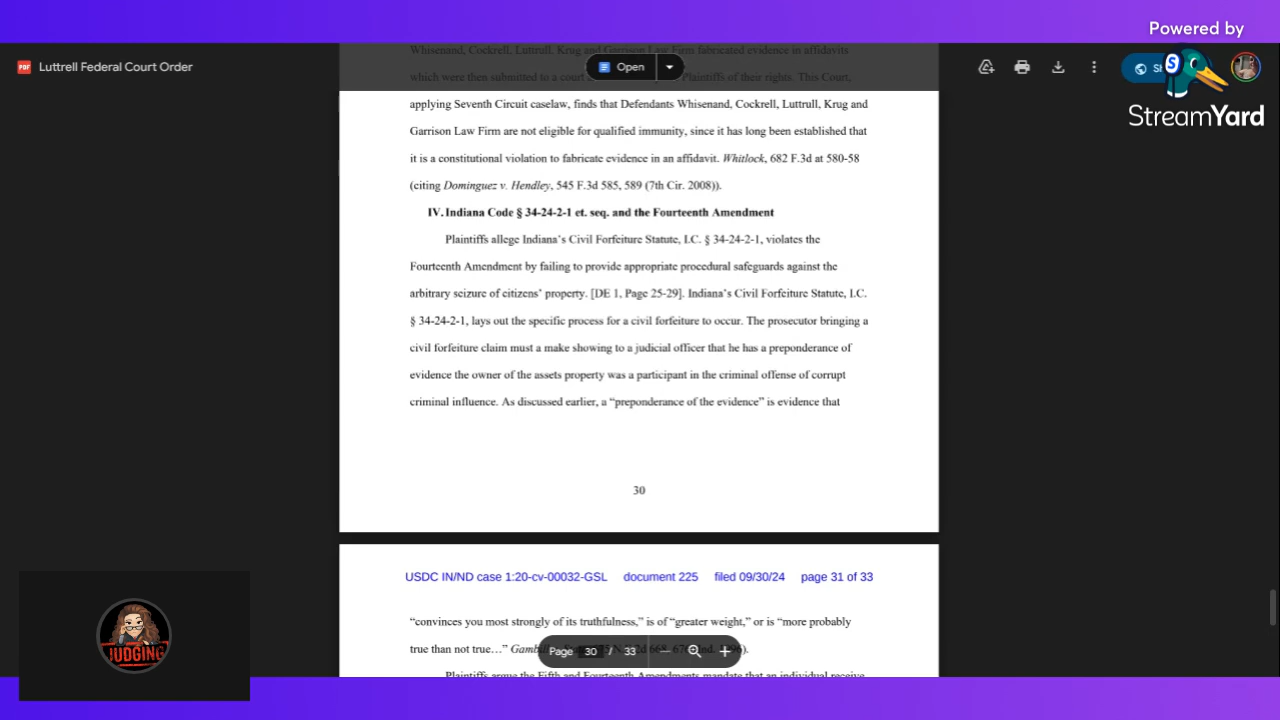 Powered by
StreamYard
Luttrell Federal Court Order
Open
Whisenand, Cockrell, Luttrull, Krug and Garrison Law Firm fabricated evidence in affidavits
which were then submitted to a court Plaintiffs of their rights. This Court,
applying Seventh Circuit caselaw, finds that Defendants Whisenand, Cockrell, Luttrull, Krug and
Garrison Law Firm are not eligible for qualified immunity, since it has long been established that
it is a constitutional violation to fabricate evidence in an affidavit. Whitlock, 682 F.3d at 580-58
(citing Dominguez v. Hendley, 545 F.3d 585, 589 (7th Cir. 2008)).
IV. Indiana Code § 34-24-2-1 et. seq. and the Fourteenth Amendment
Plaintiffs allege Indiana's Civil Forfeiture Statute, I.C. § 34-24-2-1, violates the
Fourteenth Amendment by failing to provide appropriate procedural safeguards against the
arbitrary seizure of citizens' property. [DE 1, Page 25-29]. Indiana's Civil Forfeiture Statute, I.C.
§ 34-24-2-1, lays out the specific process for a civil forfeiture to occur. The prosecutor bringing a
civil forfeiture claim must a make showing to a judicial officer that he has a preponderance of
evidence the owner of the assets property was a participant in the criminal offense of corrupt
criminal influence. As discussed earlier, a "preponderance of the evidence" is evidence that
30
USDC IN/ND case 1:20-cv-00032-GSL document 225 filed 09/30/24 page 31 of 33
"convinces you most strongly of its truthfulness," is of "greater weight," or is "more probably
true than not true…"
Plaintiffs argue the Fifth and Fourteenth Amendments mandate that an individual receive
Page 30 / 33
JUDGING